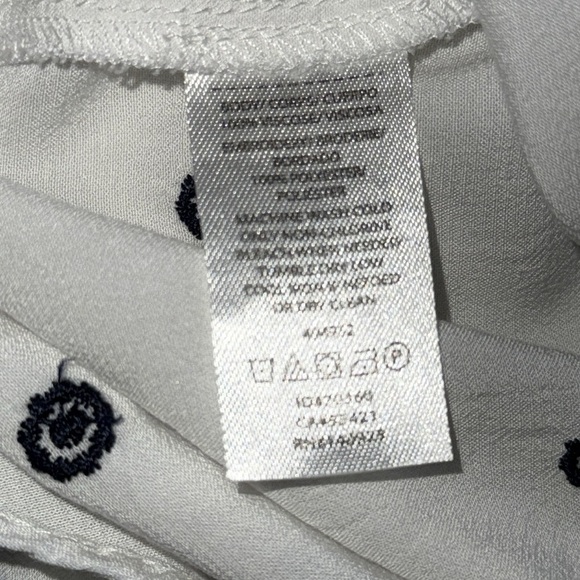 BODY/ CORPS/ CUERPO
100% VISCOSE/ VISCOSA
EMBROIDERY/ BRODERIE/
BORDADO
100% POLYESTER/
POLIESTER
MACHINE WASH COLD
ONLY NON-CHLORINE
BLEACH WHEN NEEDED
TUMBLE DRY LOW
COOL IRON IF NEEDED
OR DRY CLEAN
P